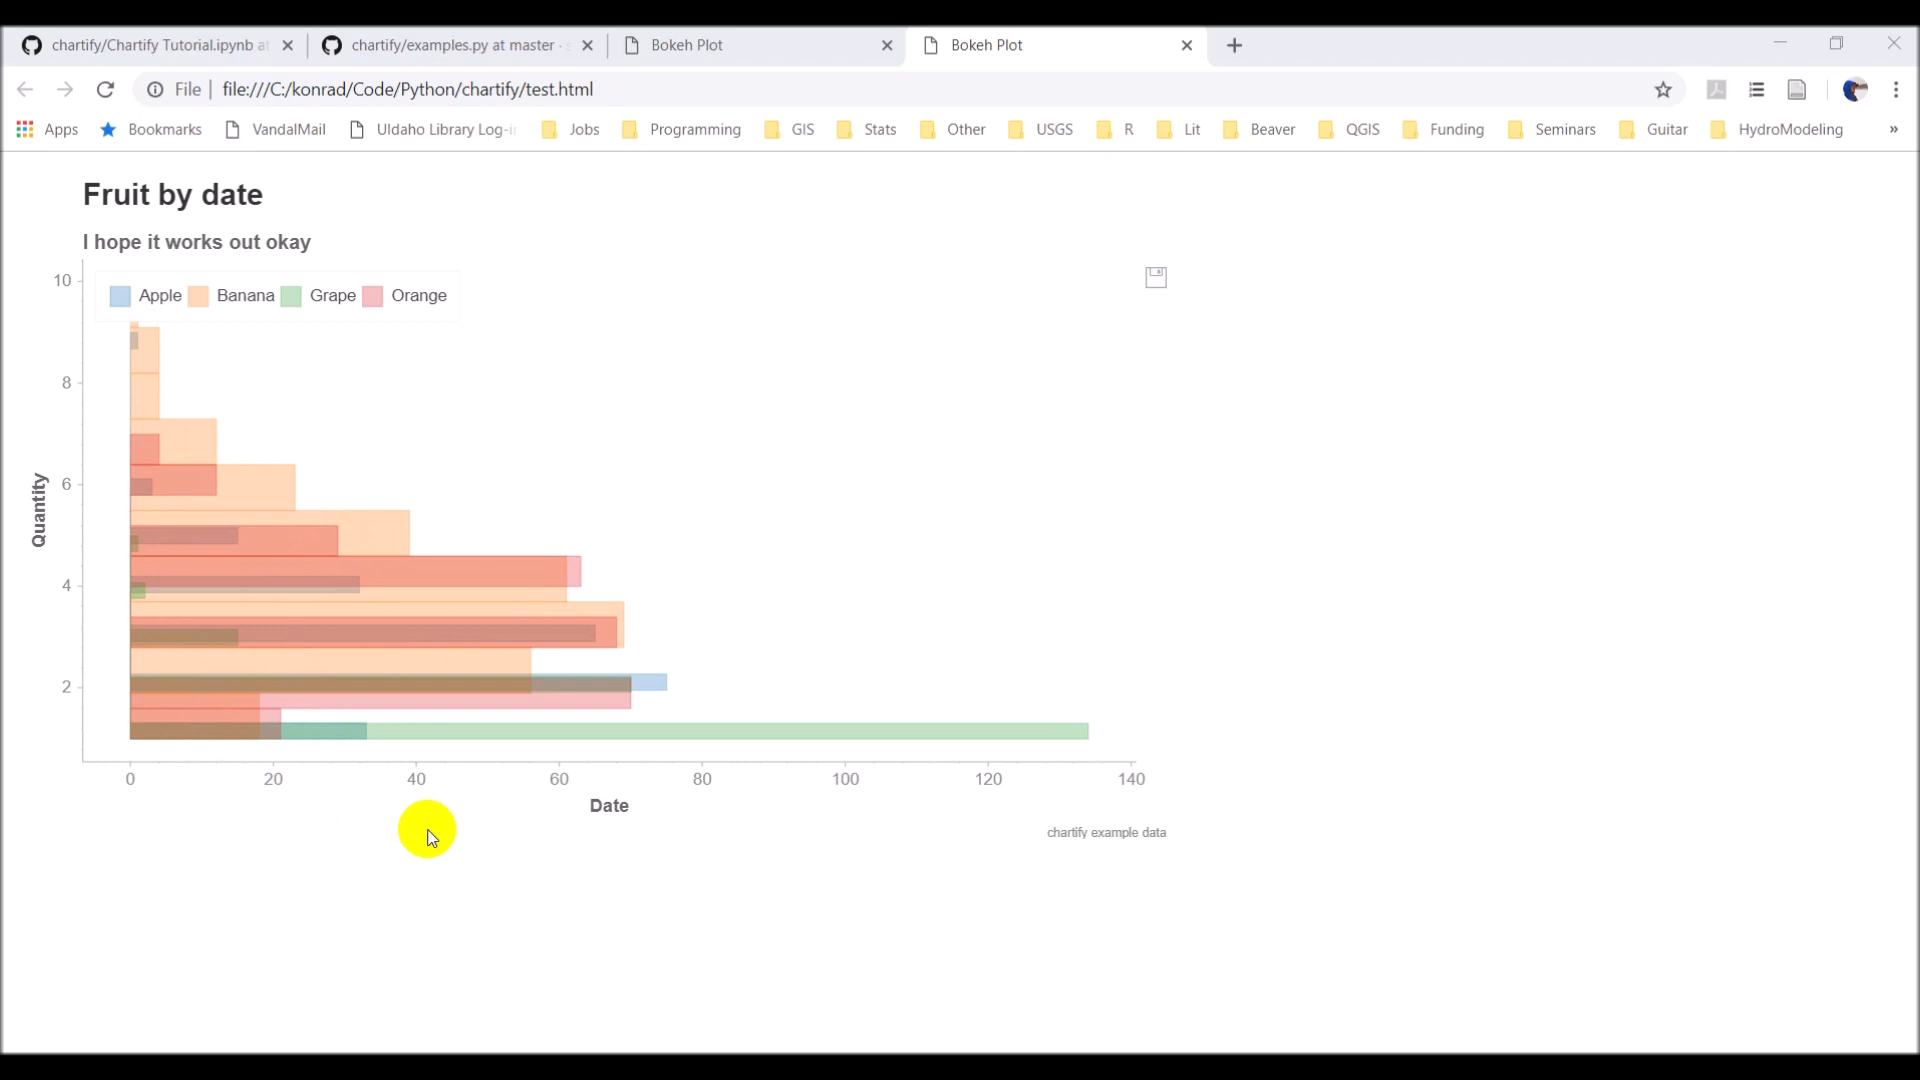 chartify/Chartify Tutorial.ipynb at
chartify/examples.py at master · s
Bokeh Plot
Bokeh Plot
File | file:///C:/konrad/Code/Python/chartify/test.html
Apps
Bookmarks
VandalMail
UIdaho Library Log-in
Jobs
Programming
GIS
Stats
Other
USGS
R
Lit
Beaver
QGIS
Funding
Seminars
Guitar
HydroModeling
»
Fruit by date
I hope it works out okay
Apple Banana Grape Orange
10
8
6
4
2
Quantity
0 20 40 60 80 100 120 140
Date
chartify example data